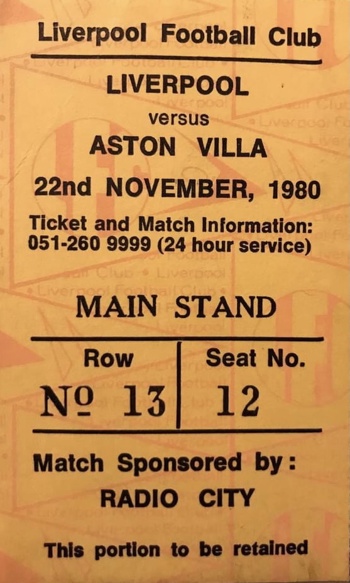 Liverpool Football Club
LIVERPOOL
versus
ASTON VILLA
22nd NOVEMBER, 1980
Ticket and Match Information:
051-260 9999 (24 hour service)
MAIN STAND
Row Seat No.
Nº 13 12
Match Sponsored by:
RADIO CITY
This portion to be retained